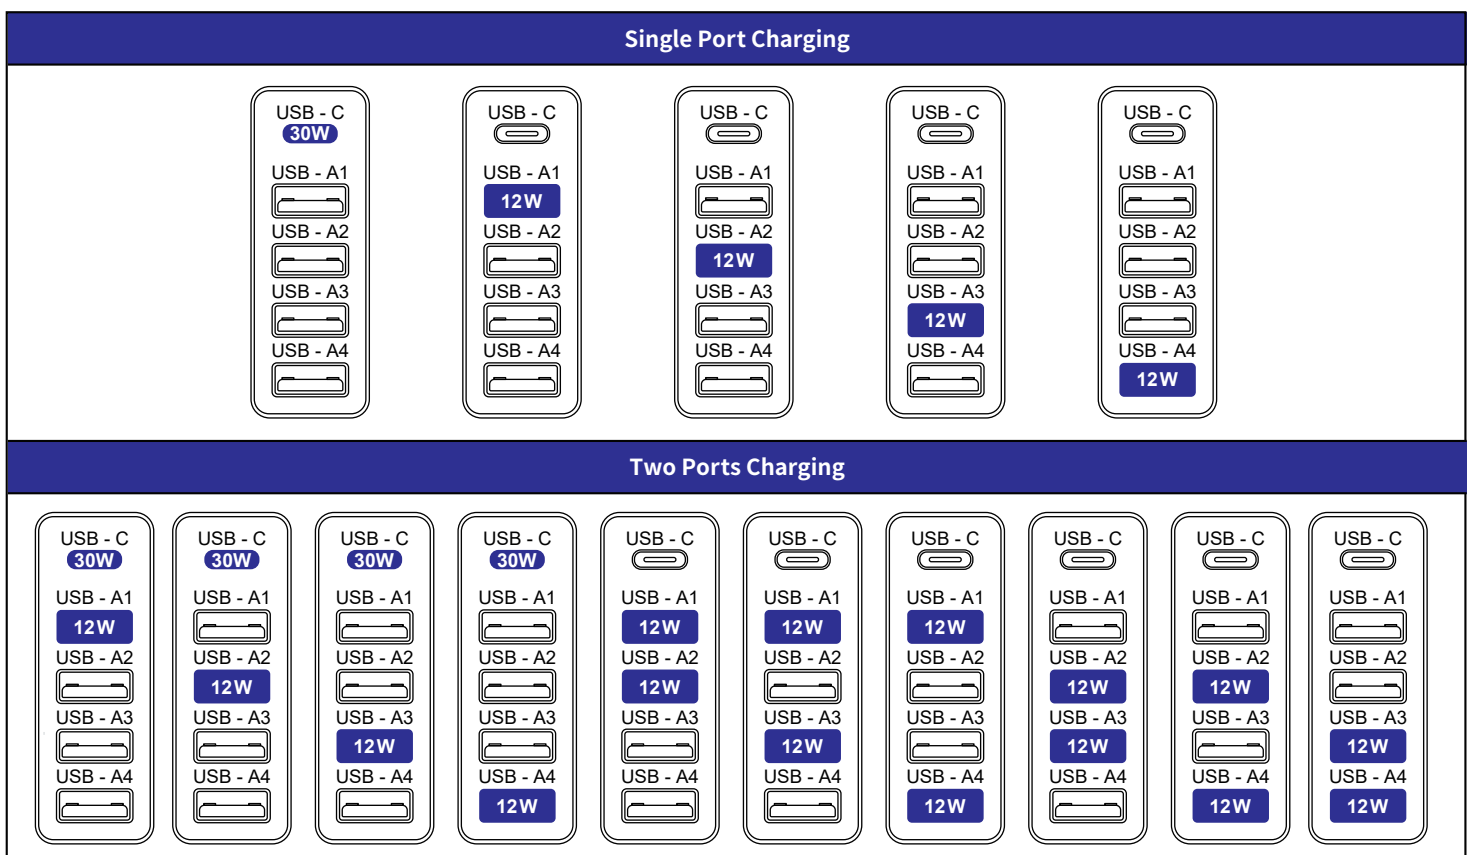 Single Port Charging
USB - C USB - C USB - C USB - C USB - C
30W
USB - A1 USB - A1 USB - A1 USB - A1 USB - A1
12W
USB - A2 USB - A2 USB - A2 USB - A2 USB - A2
12W
USB - A3 USB - A3 USB - A3 USB - A3 USB - A3
12W
USB - A4 USB - A4 USB - A4 USB - A4 USB - A4
12W
Two Ports Charging
USB - C USB - C USB - C USB - C USB - C USB - C USB - C USB - C USB - C USB - C
30W 30W 30W 30W
USB - A1 USB - A1 USB - A1 USB - A1 USB - A1 USB - A1 USB - A1 USB - A1 USB - A1 USB - A1
12W 12W 12W 12W
USB - A2 USB - A2 USB - A2 USB - A2 USB - A2 USB - A2 USB - A2 USB - A2 USB - A2 USB - A2
12W 12W 12W 12W
USB - A3 USB - A3 USB - A3 USB - A3 USB - A3 USB - A3 USB - A3 USB - A3 USB - A3 USB - A3
12W 12W 12W 12W
USB - A4 USB - A4 USB - A4 USB - A4 USB - A4 USB - A4 USB - A4 USB - A4 USB - A4 USB - A4
12W 12W 12W 12W